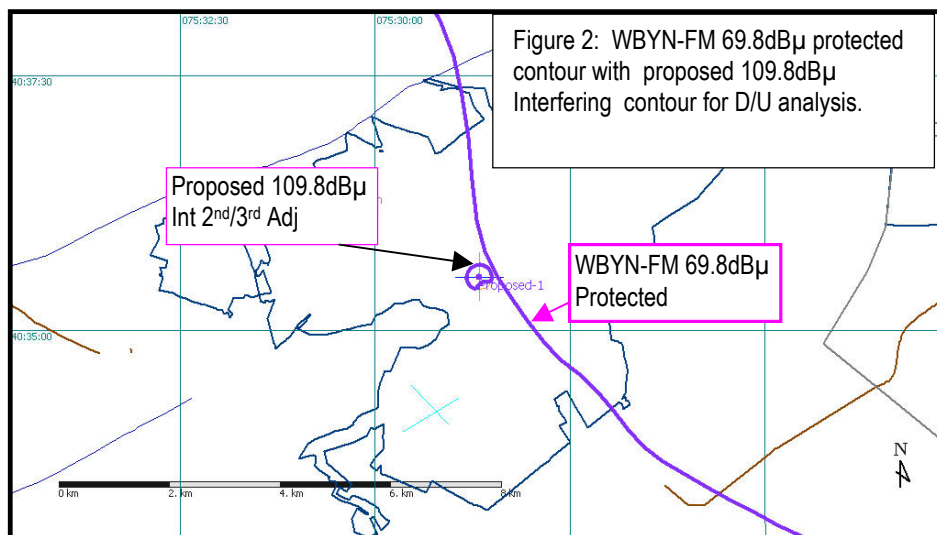 075:32:30
075:30:00
Figure 2: WBYN-FM 69.8dBµ protected
contour with proposed 109.8dBµ
Interfering contour for D/U analysis.
40:37:30
Proposed 109.8dBµ
Int 2nd/3rd Adj
WBYN-FM 69.8dBµ
Protected
Proposed-1
40:35:00
N
0 km
2. km
4. km
6. km
8 km